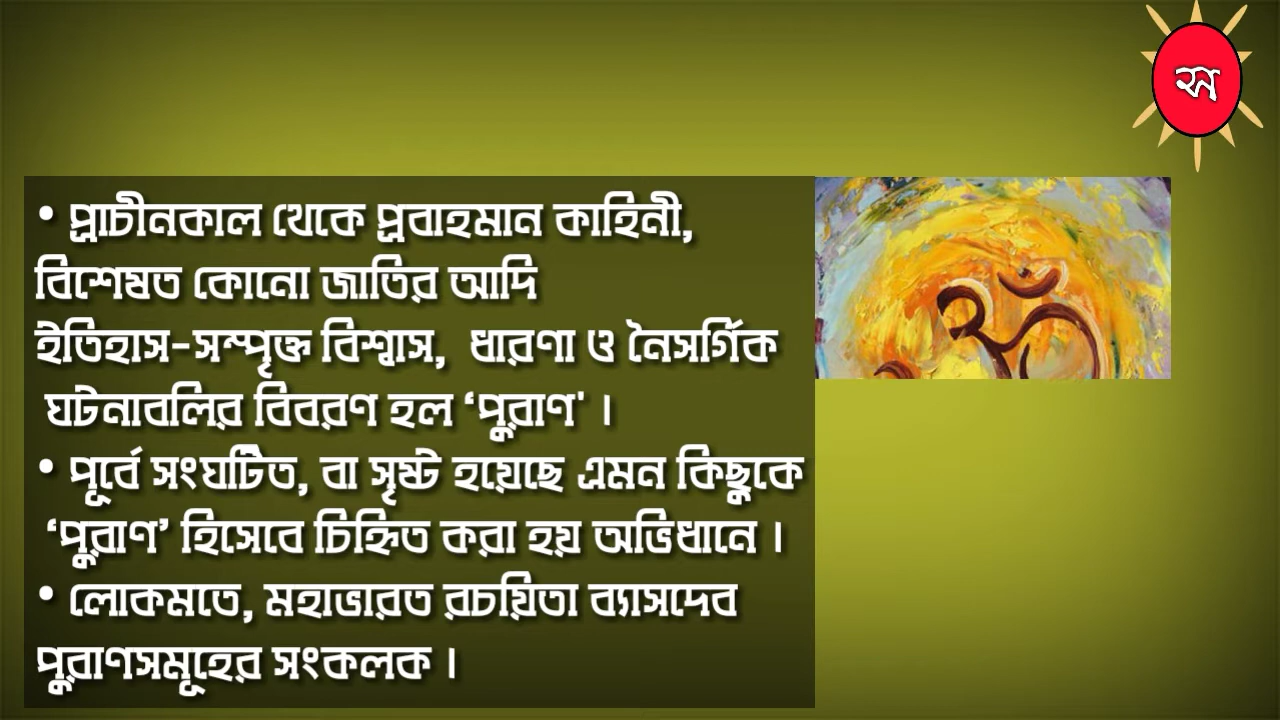 স
• প্রাচীনকাল থেকে প্রবাহমান কাহিনী,
বিশেষত কোনো জাতির আদি
ইতিহাস-সম্পৃক্ত বিশ্বাস, ধারণা ও নৈসর্গিক
ঘটনাবলির বিবরণ হল ‘পুরাণ' ।
• পূর্বে সংঘটিত, বা সৃষ্ট হয়েছে এমন কিছুকে
‘পুরাণ’ হিসেবে চিহ্নিত করা হয় অভিধানে ।
• লোকমতে, মহাভারত রচয়িতা ব্যাসদেব
পুরাণসমূহের সংকলক ।
ॐ